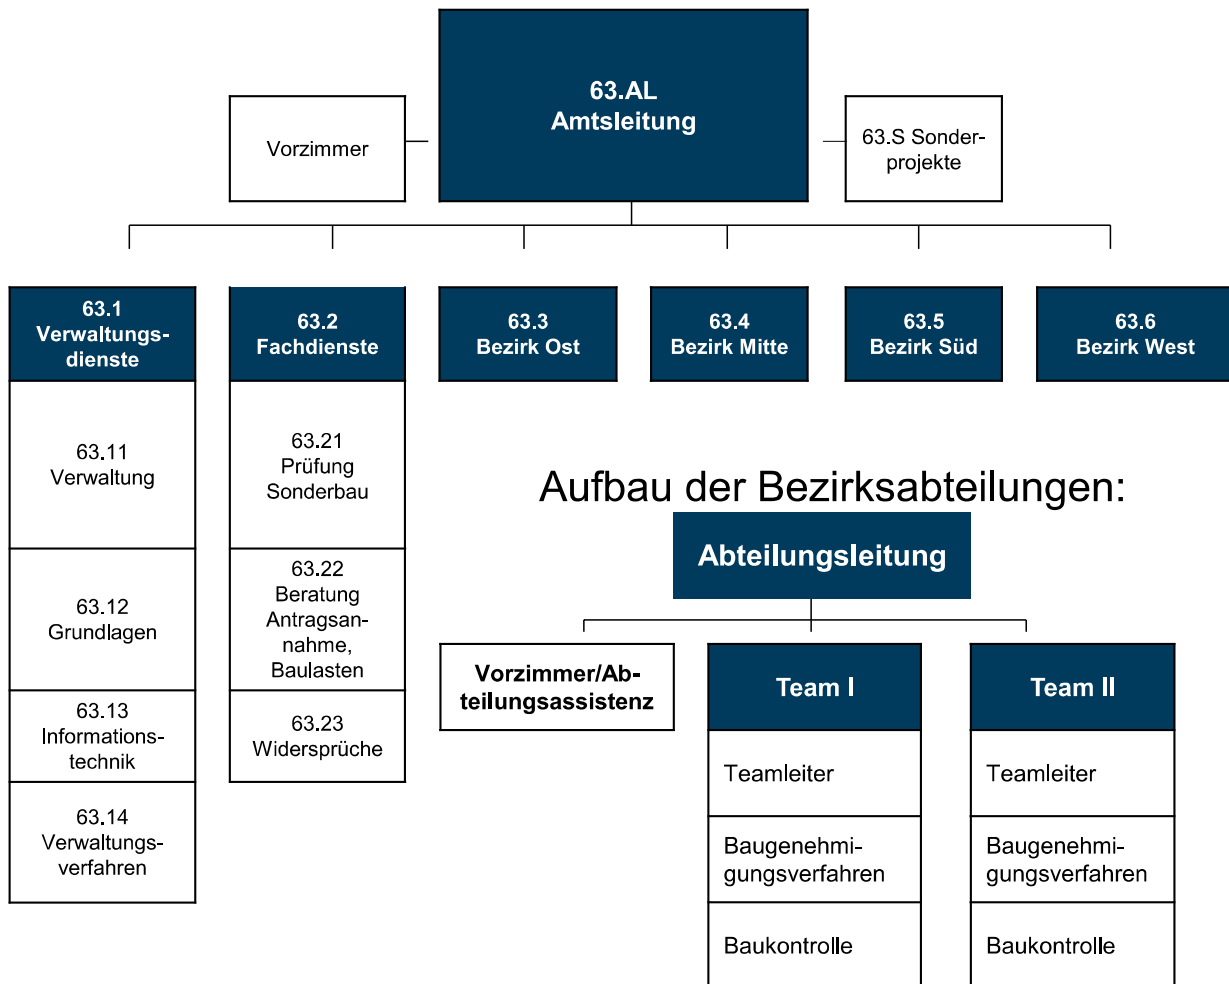 63.AL
Amtsleitung
Vorzimmer
63.S Sonder-
projekte
63.1
Verwaltungs-
dienste
63.2
Fachdienste
63.3
Bezirk Ost
63.4
Bezirk Mitte
63.5
Bezirk Süd
63.6
Bezirk West
63.11
Verwaltung
63.12
Grundlagen
63.13
Informations-
technik
63.14
Verwaltungs-
verfahren
63.21
Prüfung
Sonderbau
63.22
Beratung
Antragsan-
nahme,
Baulasten
63.23
Widersprüche
Aufbau der Bezirksabteilungen:
Abteilungsleitung
Vorzimmer/Ab-
teilungsassistenz
Team I
Teamleiter
Baugenehmi-
gungsverfahren
Baukontrolle
Team II
Teamleiter
Baugenehmi-
gungsverfahren
Baukontrolle